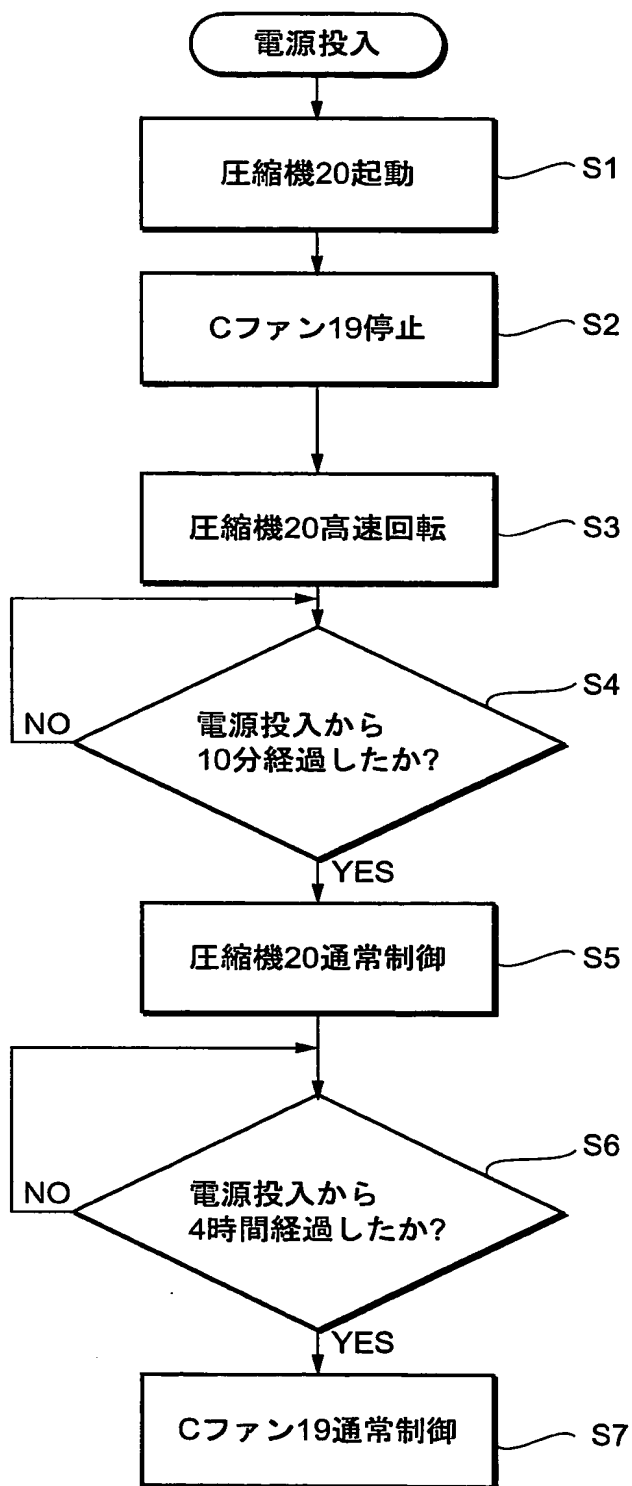 電源投入
圧縮機20起動
S1
Cファン19停止
S2
圧縮機20高速回転
S3
S4
NO
電源投入から
10分経過したか?
YES
圧縮機20通常制御
S5
S6
NO
電源投入から
4時間経過したか?
YES
Cファン19通常制御
S7